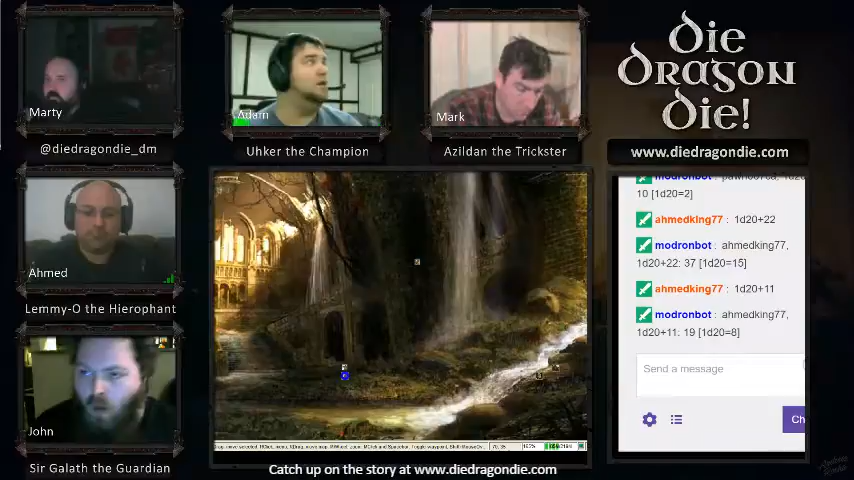 Marty
@diedragondie_dm
Adam
Uhker the Champion
Mark
Azildan the Trickster
die
DRAGON
Die!
www.diedragondie.com
Ahmed
Lemmy-O the Hierophant
John
Sir Galath the Guardian
modronbot:
10 [1d20=2]
ahmedking77: 1d20+22
modronbot: ahmedking77,
1d20+22: 37 [1d20=15]
ahmedking77: 1d20+11
modronbot: ahmedking77,
1d20+11: 19 [1d20=8]
Send a message
Ch
Catch up on the story at www.diedragondie.com